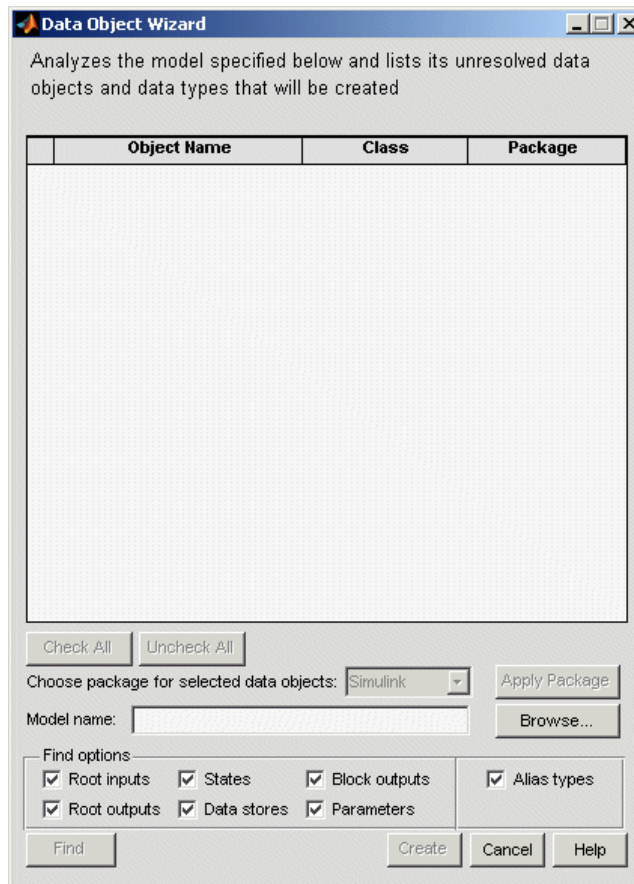 Data Object Wizard
Analyzes the model specified below and lists its unresolved data
objects and data types that will be created
Object Name Class Package
Check All Uncheck All
Choose package for selected data objects: Simulink Apply Package
Model name: Browse...
Find options
Root inputs States Block outputs Alias types
Root outputs Data stores Parameters
Find Create Cancel Help